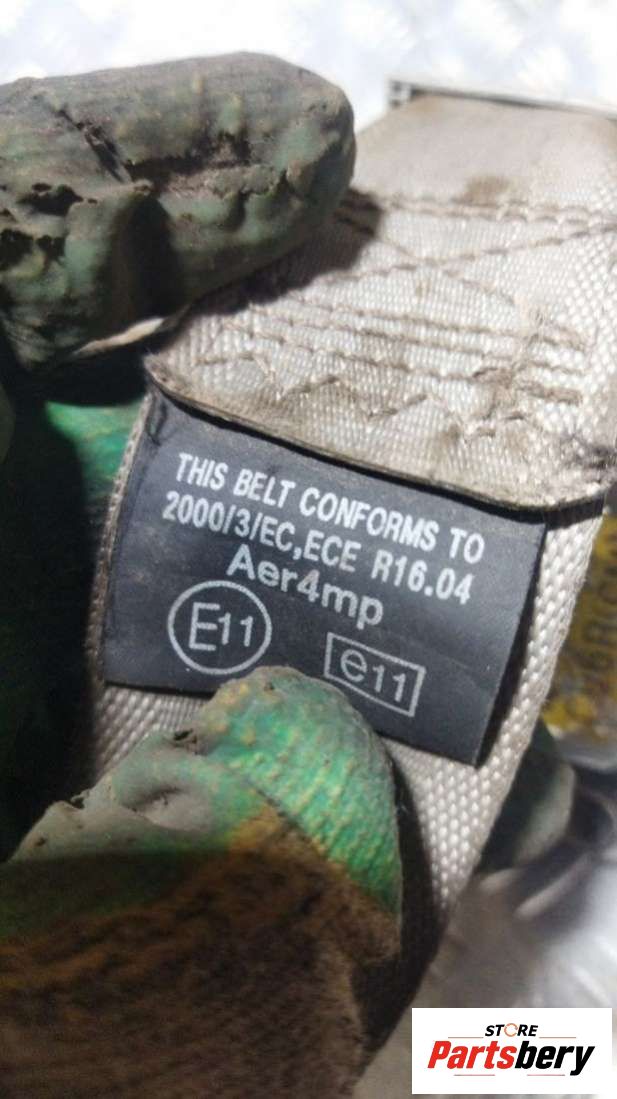 THIS BELT CONFORMS TO
2000/3/EC,ECE R16.04
Aer4mp
E11
e11
STORE
Partsbery